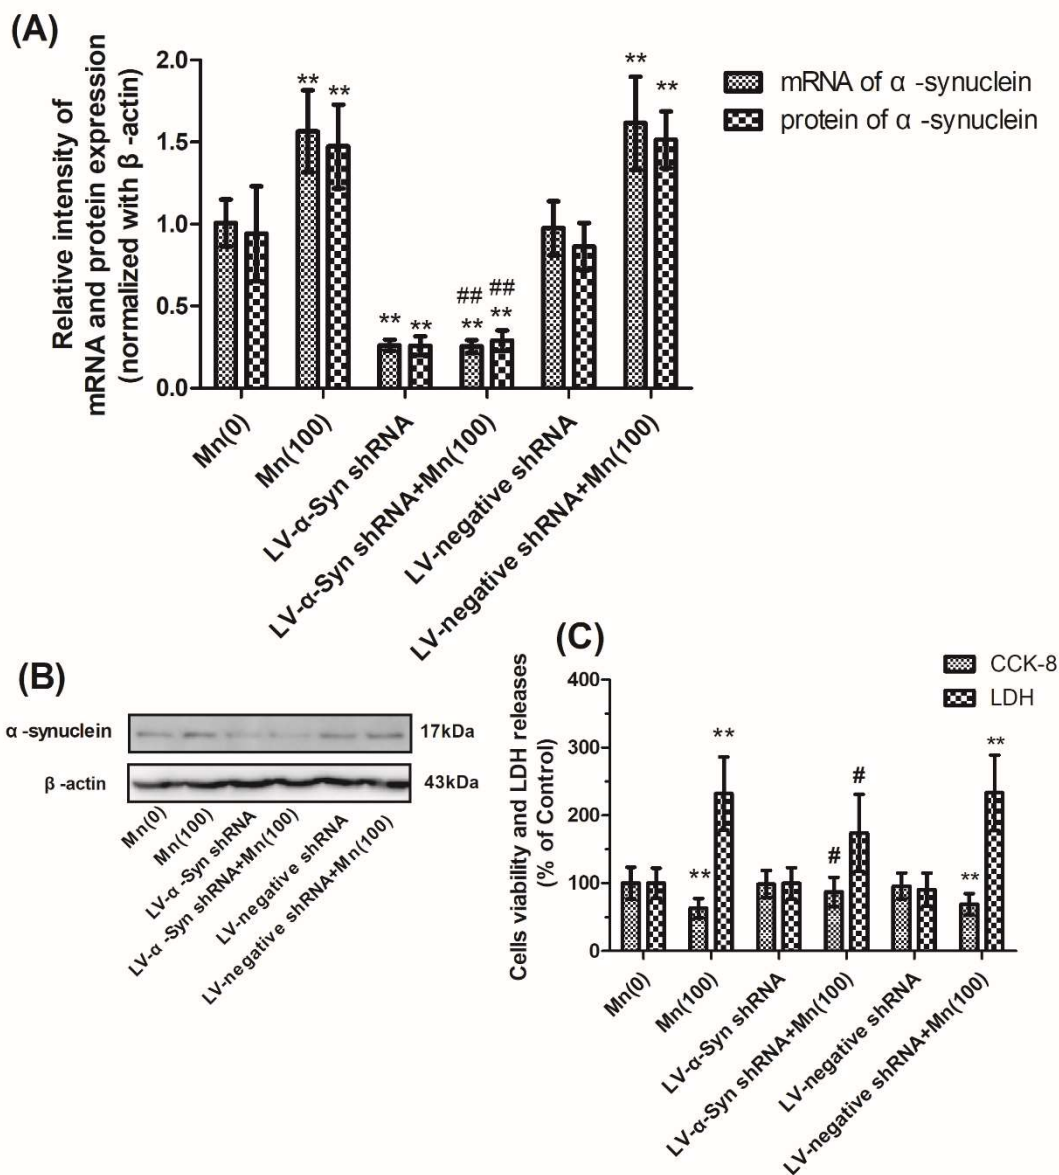 (A)
Relative intensity of
mRNA and protein expression
(normalized with β -actin)
2.0
1.5
1.0
0.5
0.0
**
**
**
**
##
**
##
**
**
**
mRNA of α -synuclein
protein of α -synuclein
Mn(0)
Mn(100)
LV-α-Syn shRNA
LV-α-Syn shRNA+Mn(100)
LV-negative shRNA
LV-negative shRNA+Mn(100)
(B)
α -synuclein
17kDa
β -actin
43kDa
Mn(0)
Mn(100)
LV-α -Syn shRNA
LV-α -Syn shRNA+Mn(100)
LV-negative shRNA
LV-negative shRNA+Mn(100)
(C)
Cells viability and LDH releases
(% of Control)
400
300
200
100
0
**
**
#
#
**
**
CCK-8
LDH
Mn(0)
Mn(100)
LV-α-Syn shRNA
LV-α-Syn shRNA+Mn(100)
LV-negative shRNA
LV-negative shRNA+Mn(100)